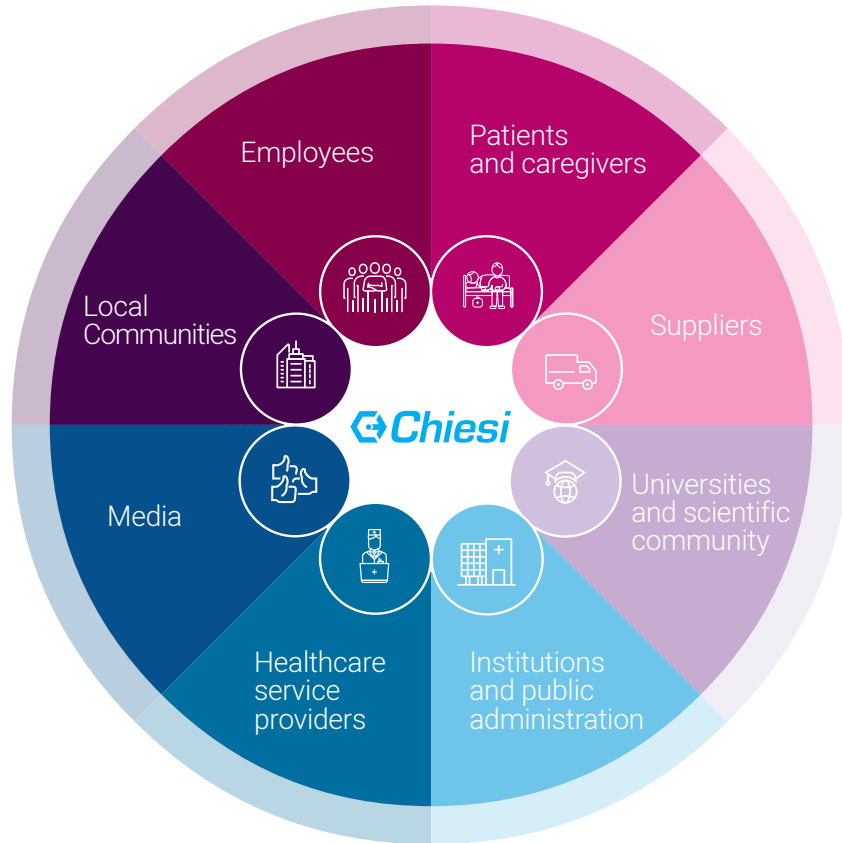 Employees
Patients
and caregivers
Local
Communities
Suppliers
Chiesi
Media
Universities
and scientific
community
Healthcare
service
providers
Institutions
and public
administration